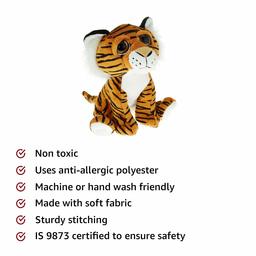 Non toxic
Uses anti-allergic polyester
Machine or hand wash friendly
Made with soft fabric
Sturdy stitching
IS 9873 certified to ensure safety